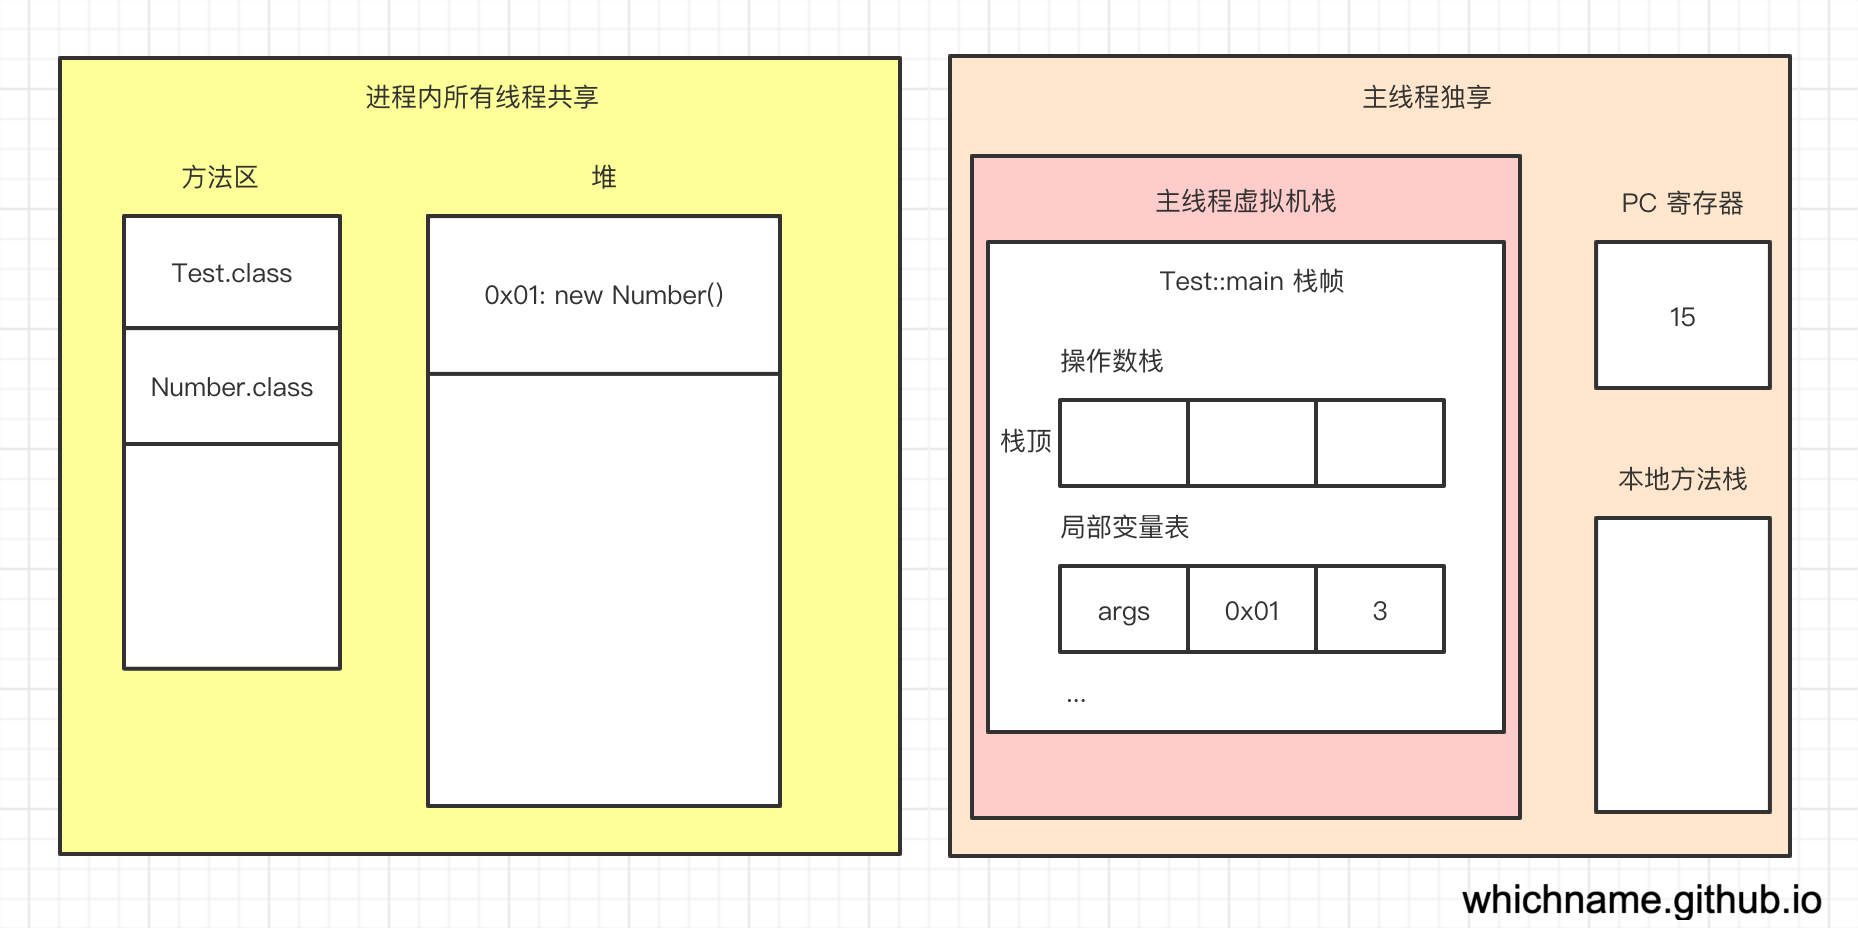 进程内所有线程共享
方法区
堆
Test.class
0x01: new Number()
Number.class
主线程独享
主线程虚拟机栈
PC 寄存器
Test::main 栈帧
15
操作数栈
栈顶
本地方法栈
局部变量表
args
0x01
3
...
whichname.github.io